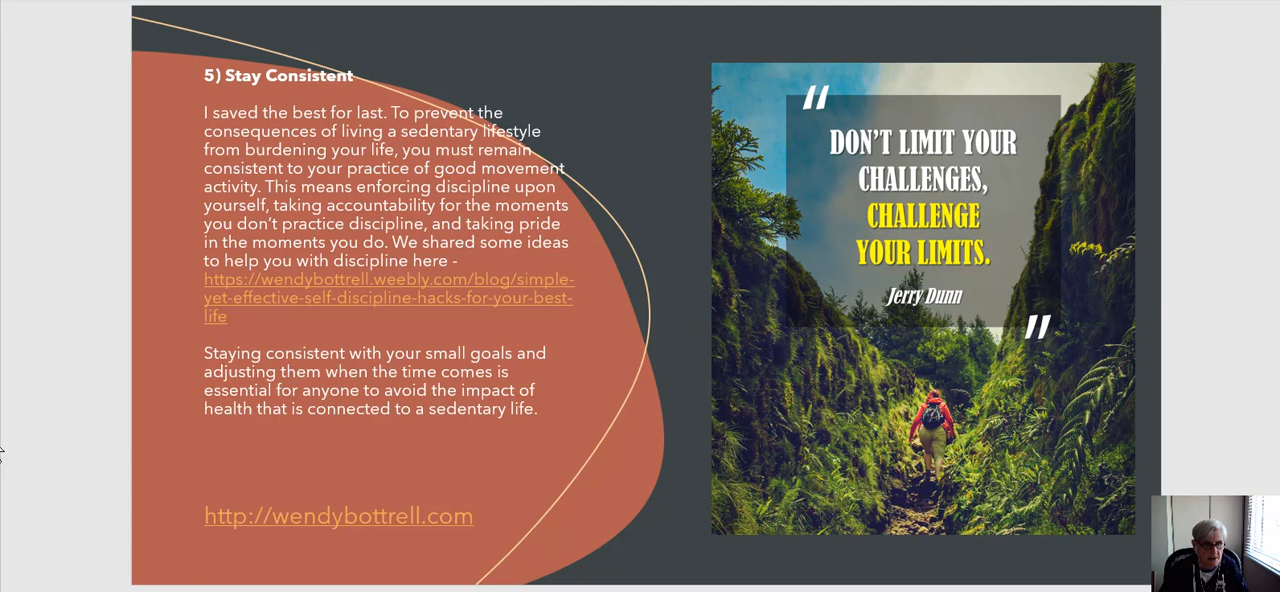 5) Stay Consistent
I saved the best for last. To prevent the
consequences of living a sedentary lifestyle
from burdening your life, you must remain
consistent to your practice of good movement
activity. This means enforcing discipline upon
yourself, taking accountability for the moments
you don't practice discipline, and taking pride
in the moments you do. We shared some ideas
to help you with discipline here -
https://wendybottrell.weebly.com/blog/simple-
yet-effective-self-discipline-hacks-for-your-best-
life
Staying consistent with your small goals and
adjusting them when the time comes is
essential for anyone to avoid the impact of
health that is connected to a sedentary life.
http://wendybottrell.com
"
DON'T LIMIT YOUR
CHALLENGES,
CHALLENGE
YOUR LIMITS.
Jerry Dunn
"